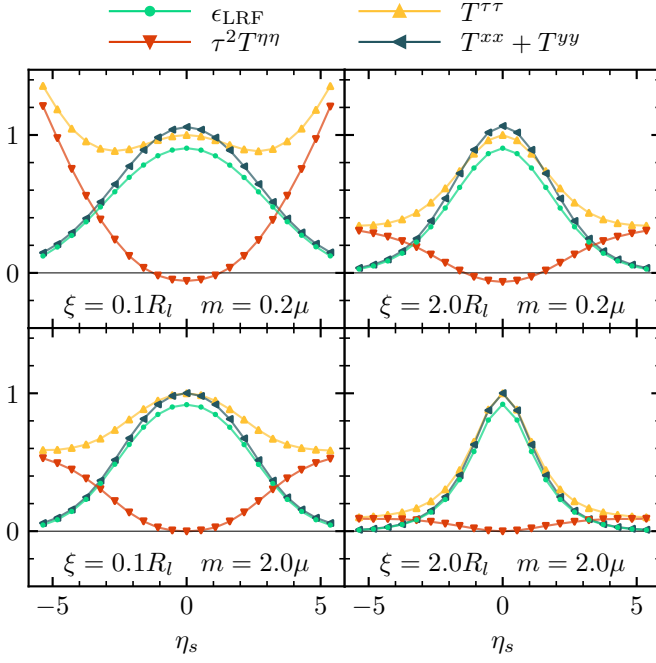 ϵ_LRF T^ττ
τ²T^ηη T^xx + T^yy
1
0
ξ = 0.1R_l m = 0.2μ ξ = 2.0R_l m = 0.2μ
1
0
ξ = 0.1R_l m = 2.0μ ξ = 2.0R_l m = 2.0μ
−5 0 5 −5 0 5
η_s η_s